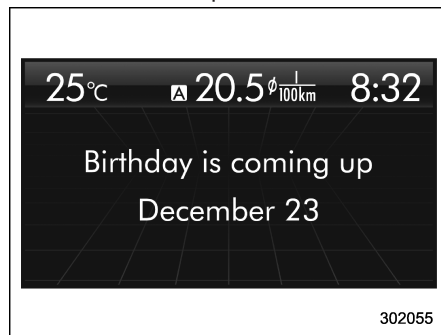 25°C A 20.5 ø l/100km 8:32
Birthday is coming up
December 23
302055